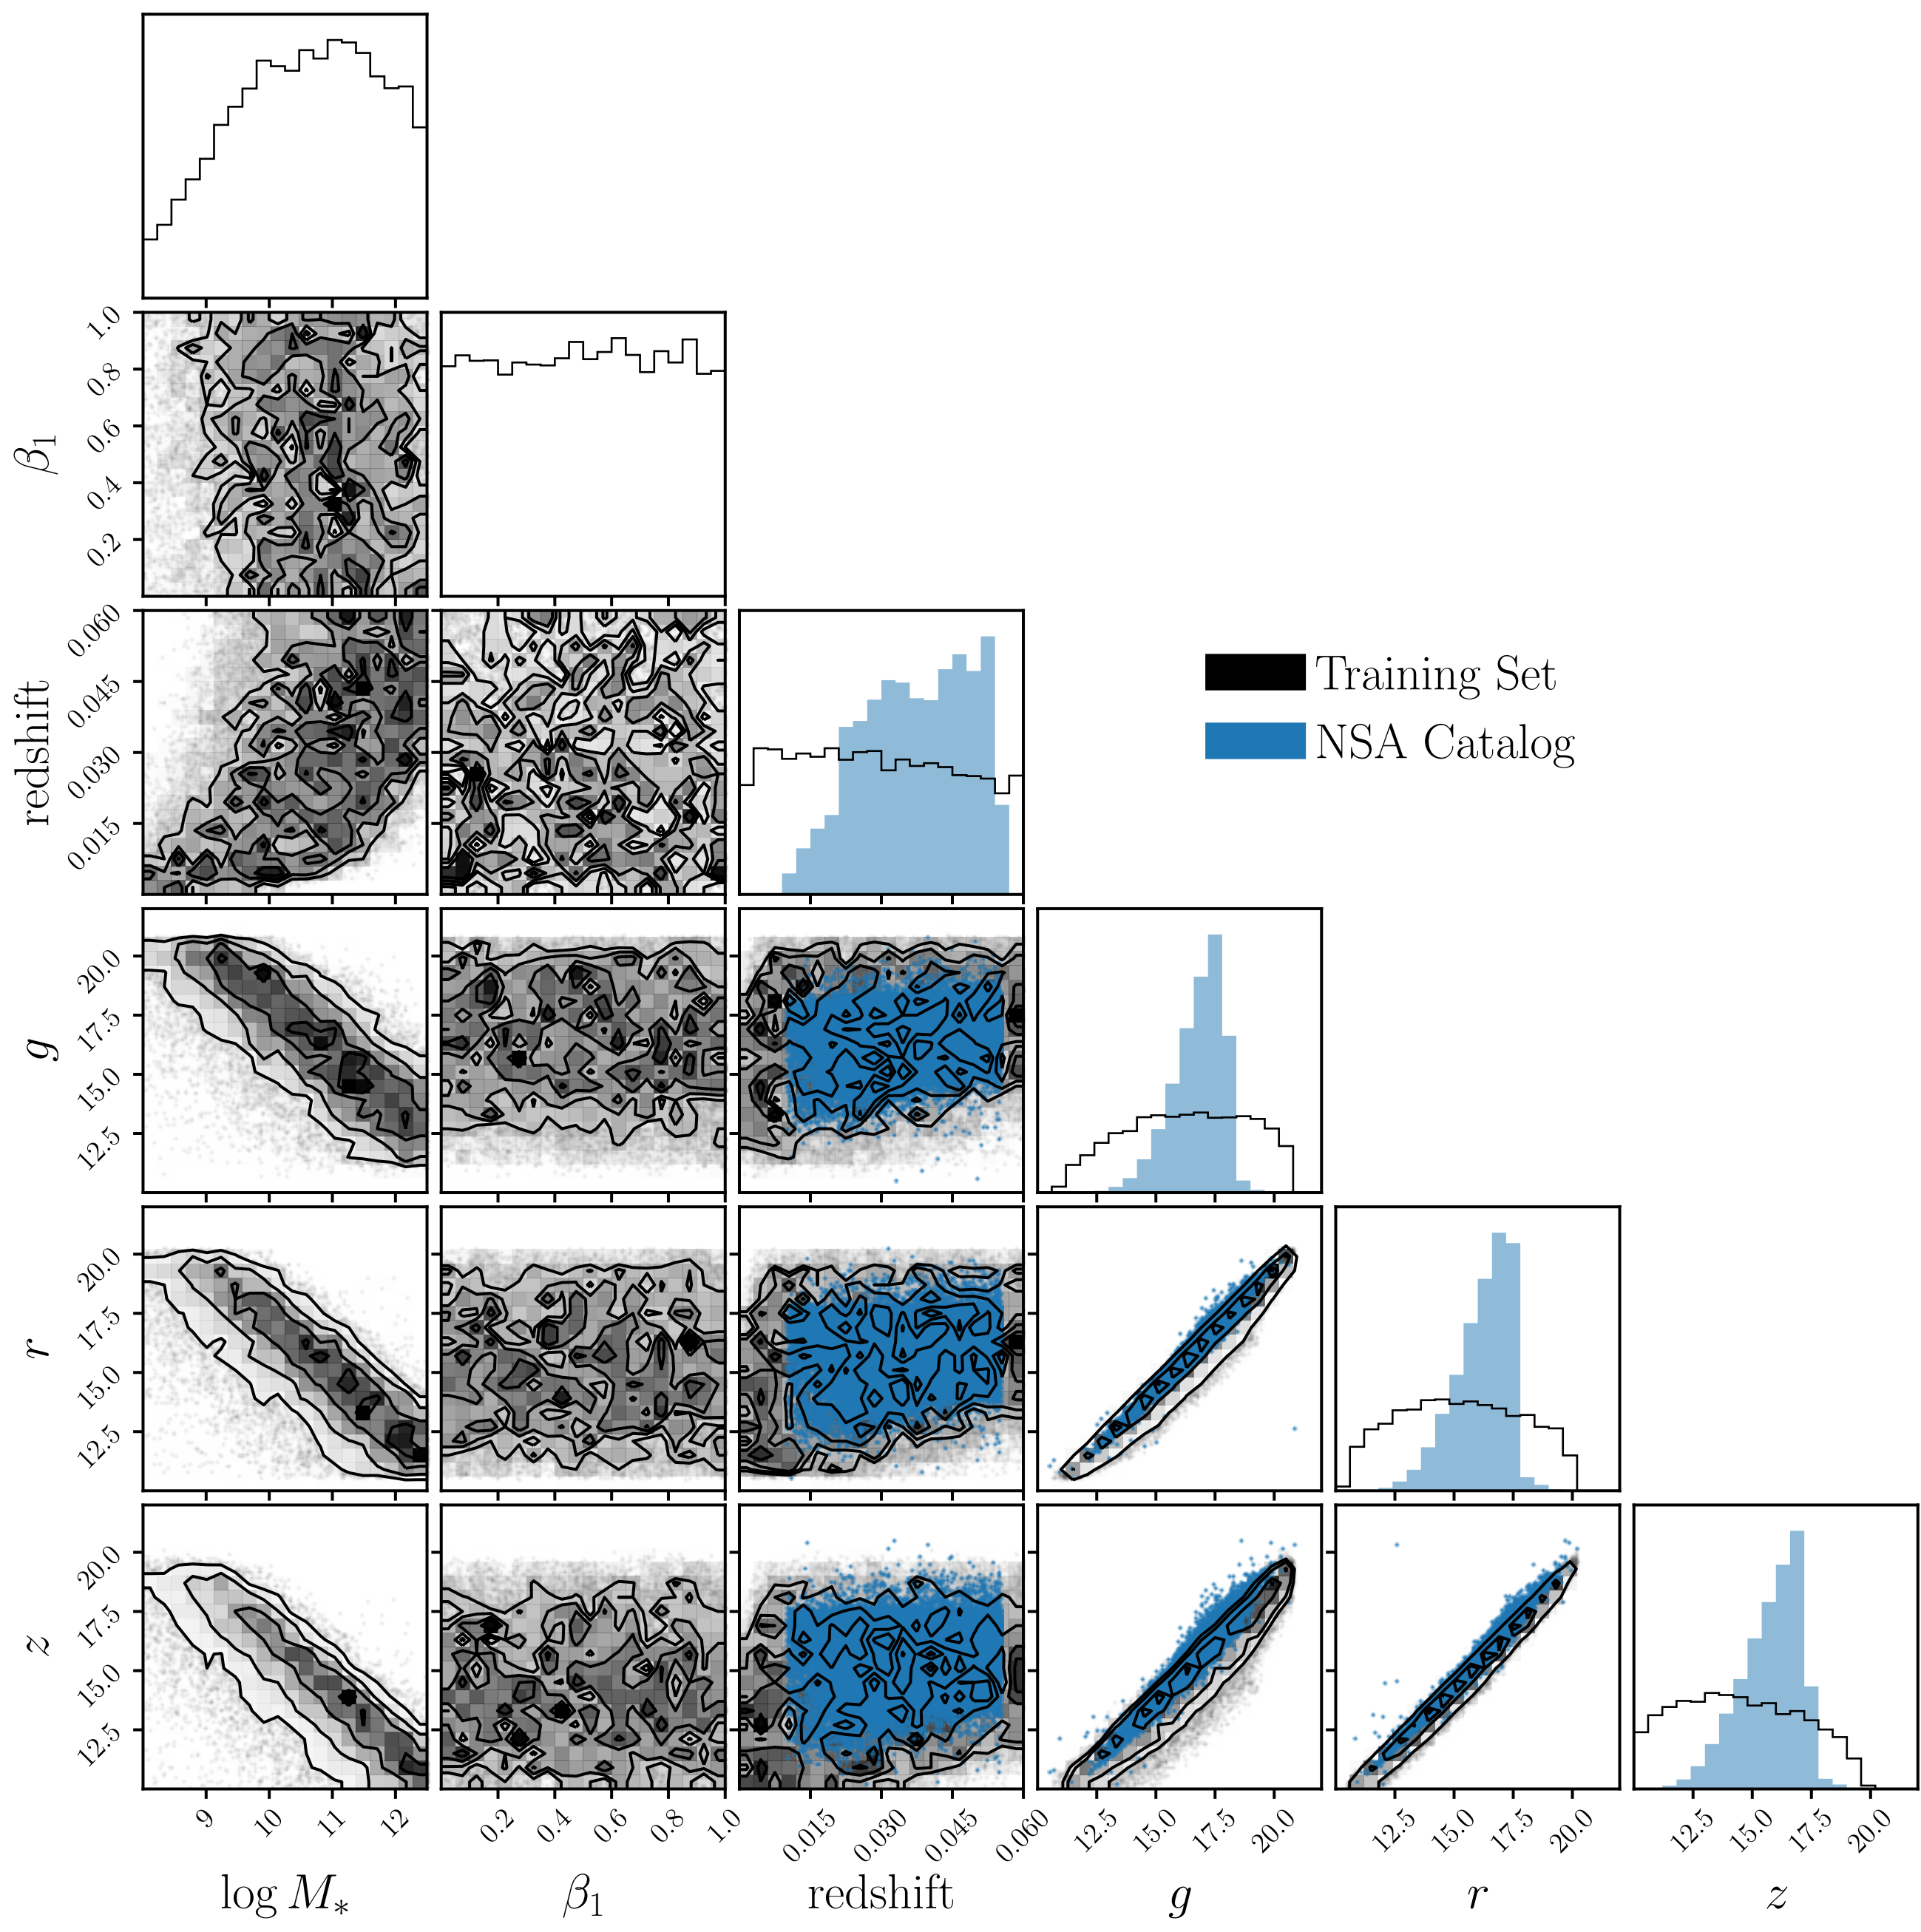 β₁
1.0
0.8
0.6
0.4
0.2
redshift
0.060
0.045
0.030
0.015
Training Set
NSA Catalog
g
20.0
17.5
15.0
12.5
r
20.0
17.5
15.0
12.5
z
20.0
17.5
15.0
12.5
9 10 11 12
0.2 0.4 0.6 0.8 1.0
0.015 0.030 0.045 0.060
12.5 15.0 17.5 20.0
12.5 15.0 17.5 20.0
12.5 15.0 17.5 20.0
log M∗ β₁ redshift g r z